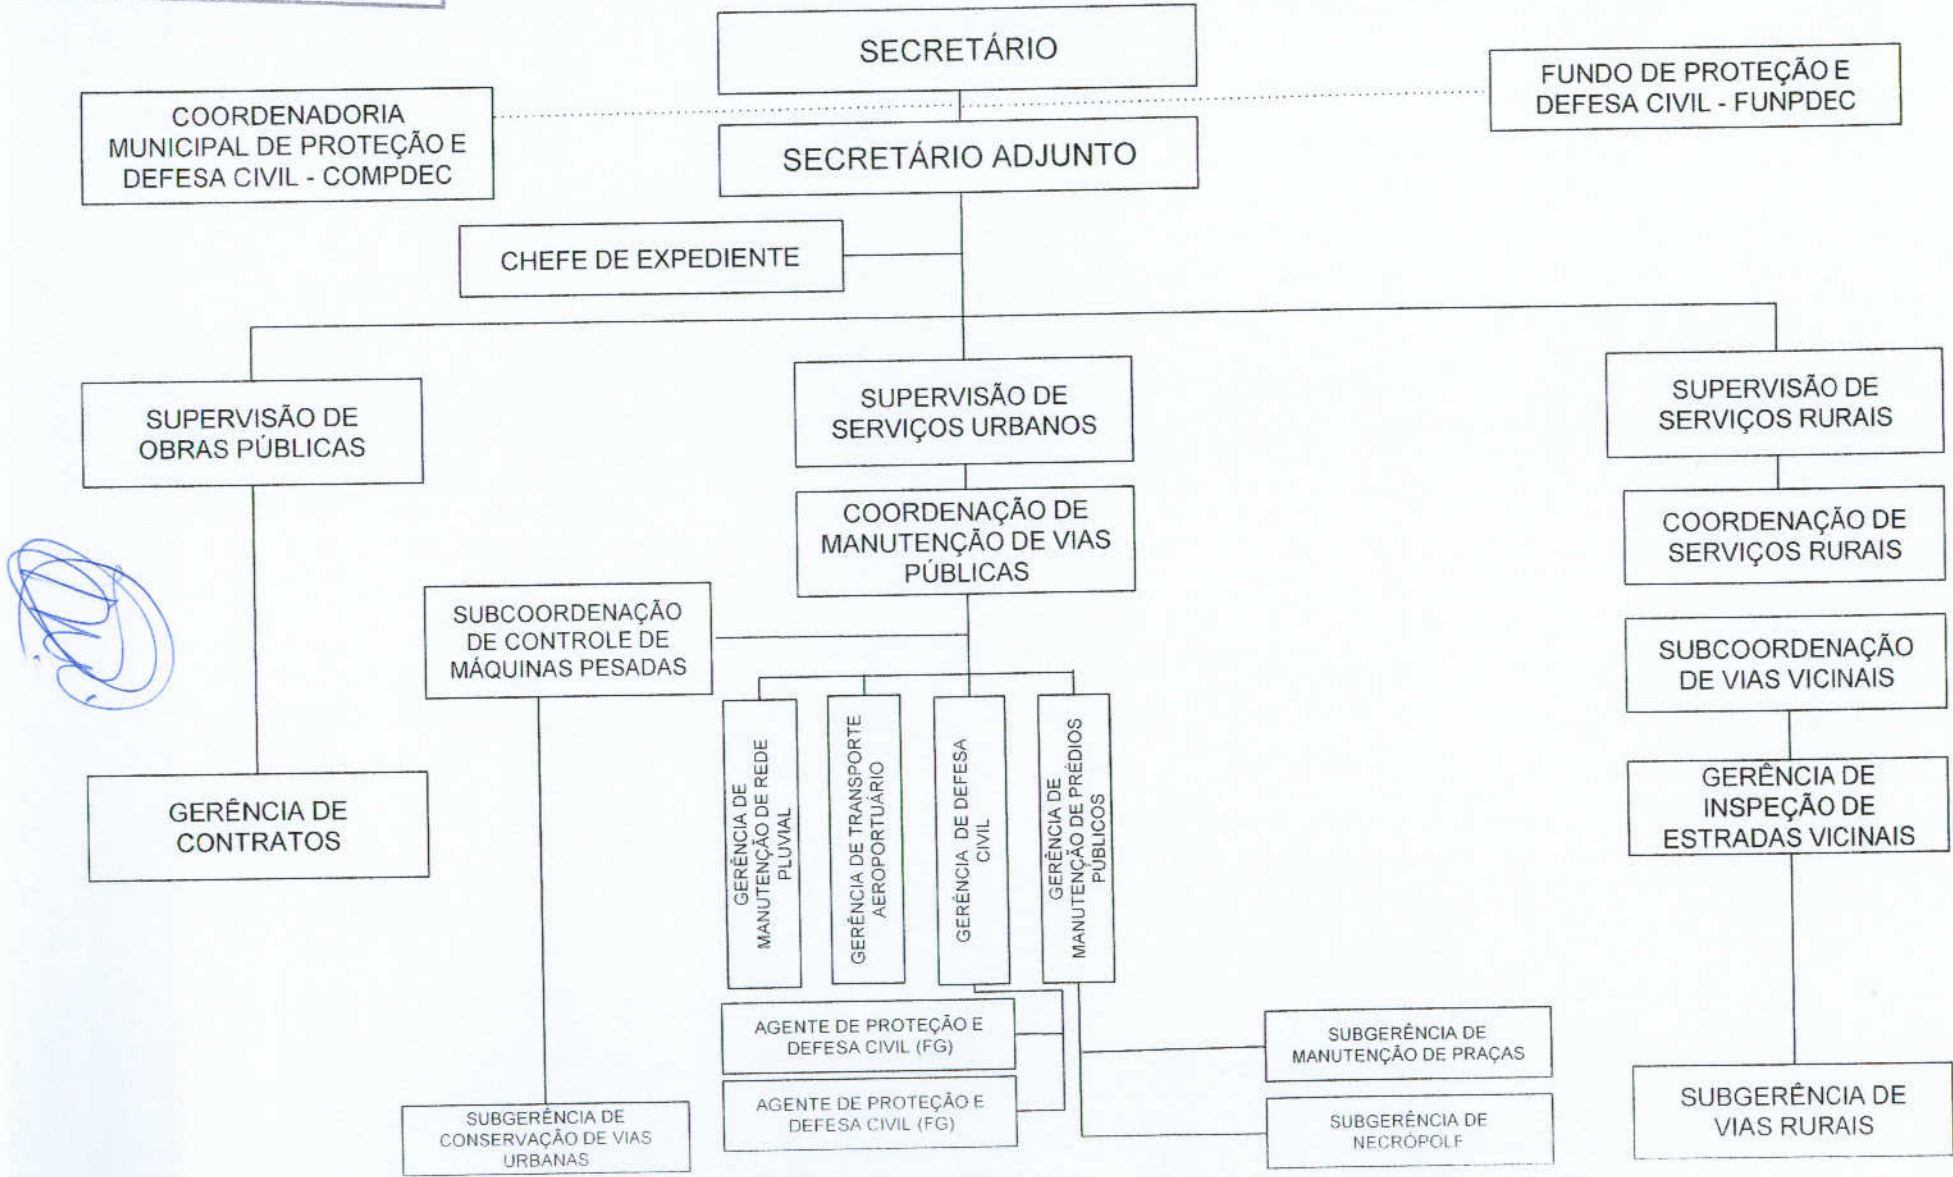 SECRETÁRIO
COORDENADORIA
MUNICIPAL DE PROTEÇÃO E
DEFESA CIVIL - COMPDEC
FUNDO DE PROTEÇÃO E
DEFESA CIVIL - FUNPDEC
SECRETÁRIO ADJUNTO
CHEFE DE EXPEDIENTE
SUPERVISÃO DE
OBRAS PÚBLICAS
SUPERVISÃO DE
SERVIÇOS URBANOS
SUPERVISÃO DE
SERVIÇOS RURAIS
COORDENAÇÃO DE
MANUTENÇÃO DE VIAS
PÚBLICAS
COORDENAÇÃO DE
SERVIÇOS RURAIS
SUBCOORDENAÇÃO
DE CONTROLE DE
MÁQUINAS PESADAS
SUBCOORDENAÇÃO
DE VIAS VICINAIS
GERÊNCIA DE
CONTRATOS
GERÊNCIA DE
MANUTENÇÃO DE REDE
PLUVIAL
GERÊNCIA DE TRANSPORTE
AEROPORTUÁRIO
GERÊNCIA DE DEFESA
CIVIL
GERÊNCIA DE
MANUTENÇÃO DE PRÉDIOS
PÚBLICOS
GERÊNCIA DE
INSPEÇÃO DE
ESTRADAS VICINAIS
AGENTE DE PROTEÇÃO E
DEFESA CIVIL (FG)
AGENTE DE PROTEÇÃO E
DEFESA CIVIL (FG)
SUBGERÊNCIA DE
MANUTENÇÃO DE PRAÇAS
SUBGERÊNCIA DE
NECRÓPOLE
SUBGERÊNCIA DE
CONSERVAÇÃO DE VIAS
URBANAS
SUBGERÊNCIA DE
VIAS RURAIS